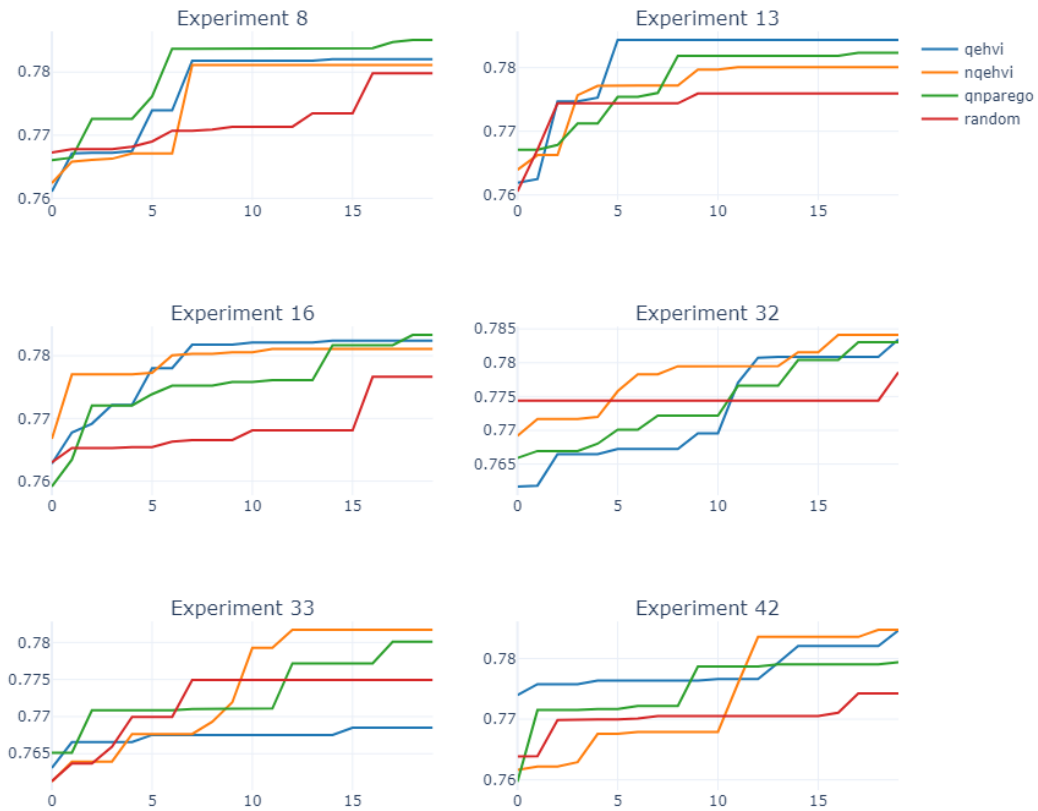 Experiment 8
0.78
0.77
0.76
0 5 10 15
Experiment 13
0.78
0.77
0.76
0 5 10 15
qehvi
nqehvi
qnparego
random
Experiment 16
0.78
0.77
0.76
0 5 10 15
Experiment 32
0.785
0.78
0.775
0.77
0.765
0 5 10 15
Experiment 33
0.78
0.775
0.77
0.765
0 5 10 15
Experiment 42
0.78
0.77
0.76
0 5 10 15